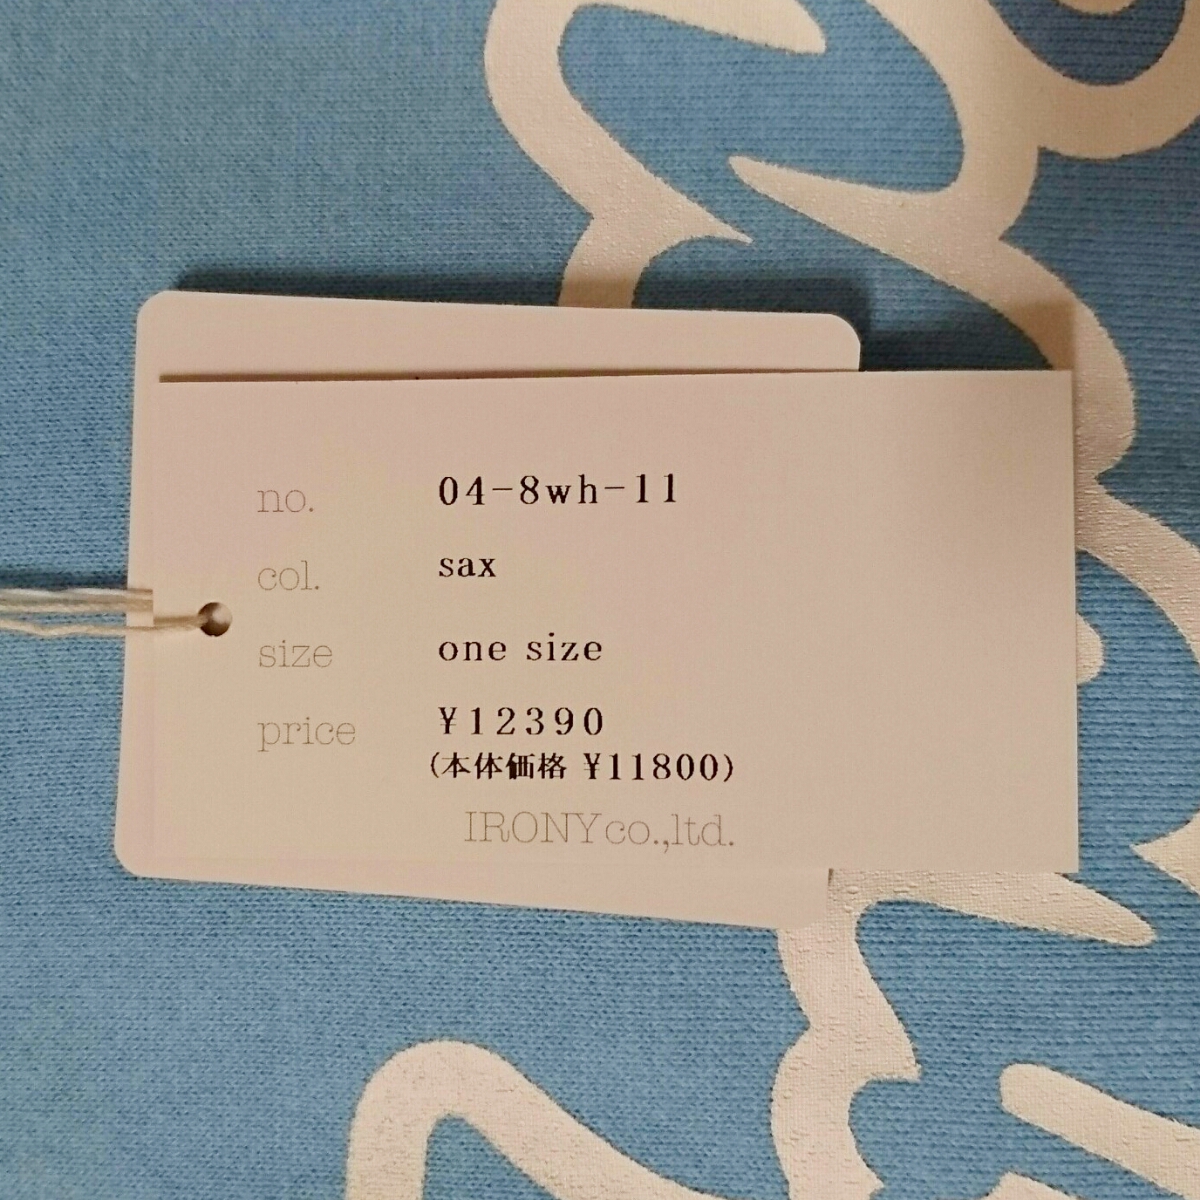 no. 04-8wh-11
col. sax
size one size
price ¥12390
(本体価格 ¥11800)
IRONY co.,ltd.